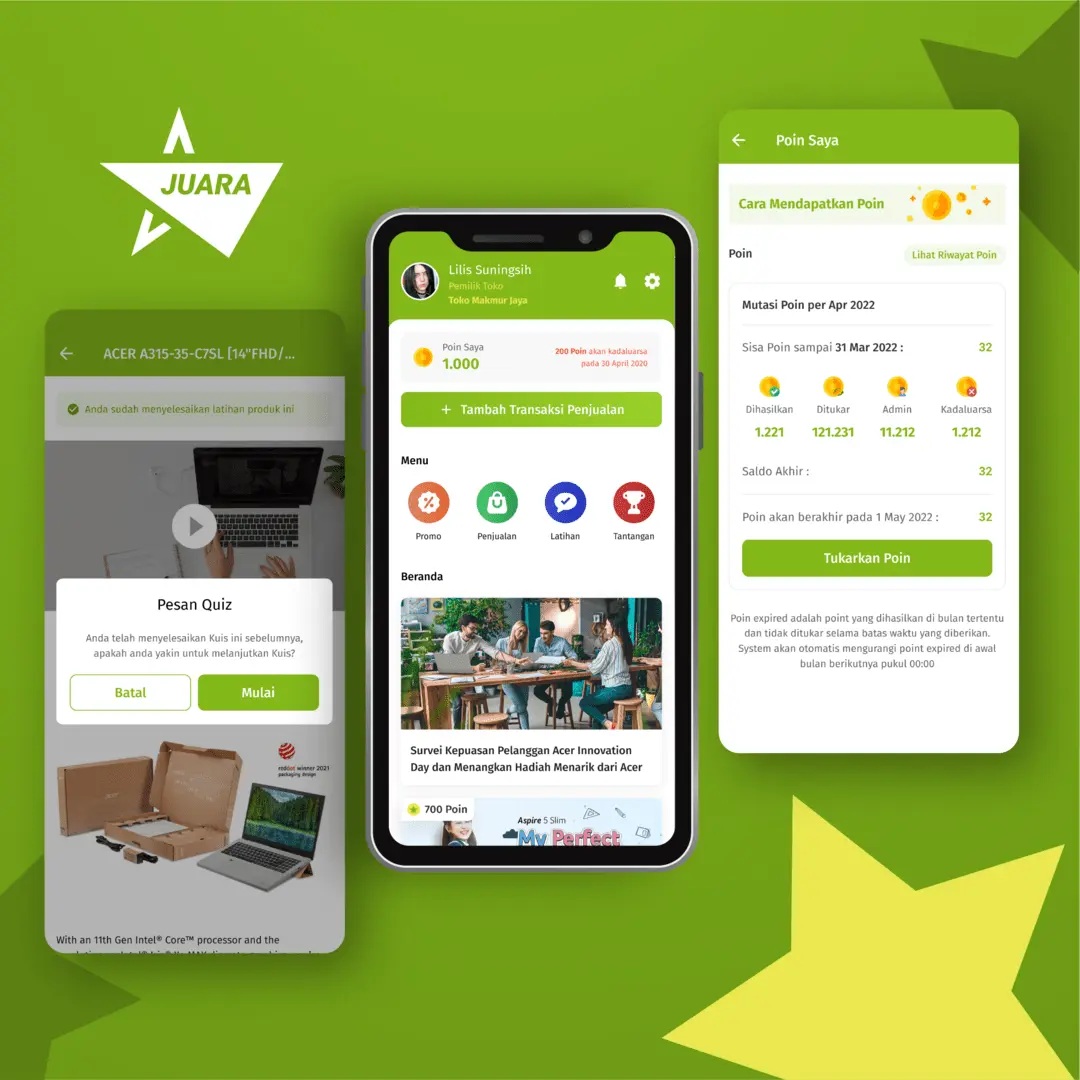 JUARA
ACER A315-35-C7SL [14"FHD/...
Anda sudah menyelesaikan latihan produk ini
Pesan Quiz
Anda telah menyelesaikan Kuis ini sebelumnya,
apakah anda yakin untuk melanjutkan Kuis?
Batal
Mulai
reddot winner 2021
packaging design
With an 11th Gen Intel® Core™ processor and the
Lilis Suningsih
Pemilik Toko
Toko Makmur Jaya
Poin Saya
1.000
200 Poin akan kadaluarsa
pada 30 April 2020
+ Tambah Transaksi Penjualan
Menu
Promo
Penjualan
Latihan
Tantangan
Beranda
Survei Kepuasan Pelanggan Acer Innovation
Day dan Menangkan Hadiah Menarik dari Acer
700 Poin
Aspire 5 Slim
My Perfect
Poin Saya
Cara Mendapatkan Poin
Poin
Lihat Riwayat Poin
Mutasi Poin per Apr 2022
Sisa Poin sampai 31 Mar 2022 : 32
Dihasilkan Ditukar Admin Kadaluarsa
1.221 121.231 11.212 1.212
Saldo Akhir : 32
Poin akan berakhir pada 1 May 2022 : 32
Tukarkan Poin
Poin expired adalah point yang dihasilkan di bulan tertentu
dan tidak ditukar selama batas waktu yang diberikan.
System akan otomatis mengurangi point expired di awal
bulan berikutnya pukul 00:00